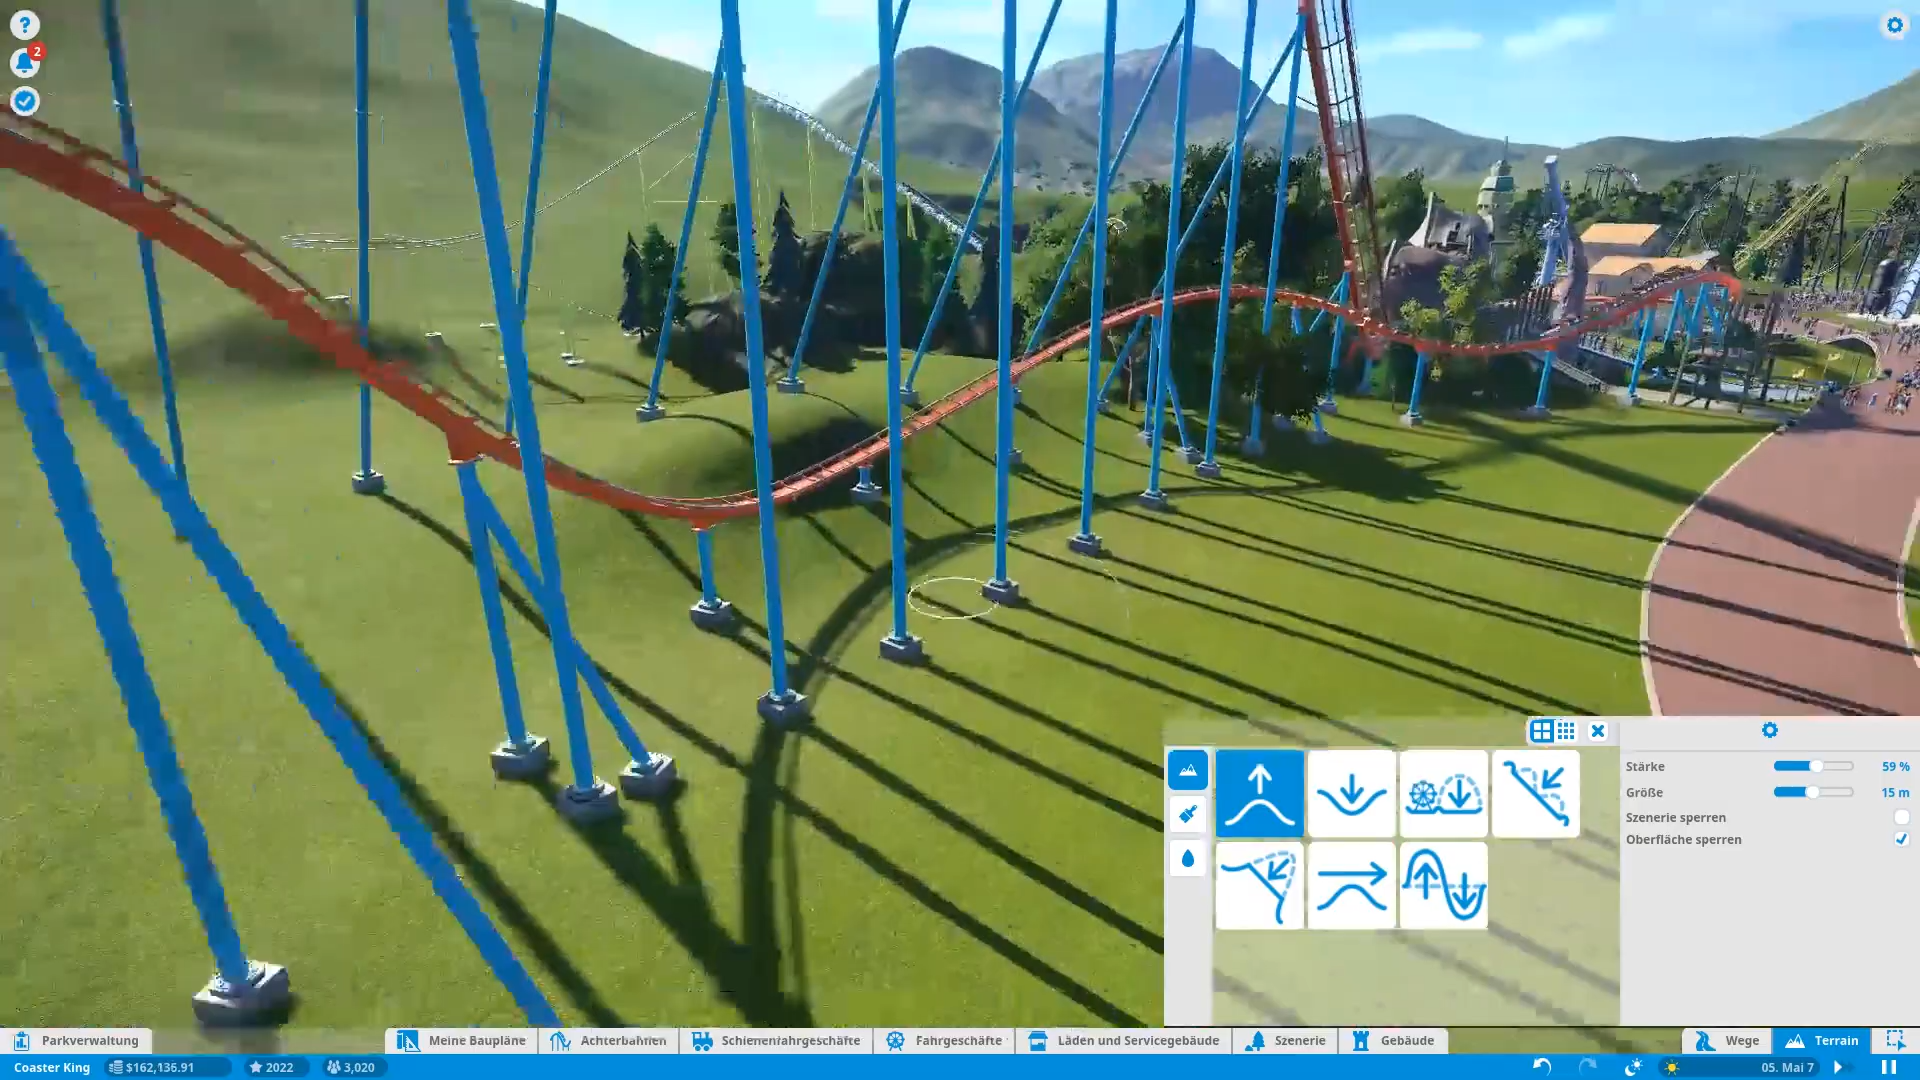 ?
2
Stärke 59 %
Größe 15 m
Szenerie sperren
Oberfläche sperren
Parkverwaltung
Meine Baupläne
Achterbahnen
Schienenfahrgeschäfte
Fahrgeschäfte
Läden und Servicegebäude
Szenerie
Gebäude
Wege
Terrain
Coaster King
$162,136.91
2022
3,020
05. Mai 7